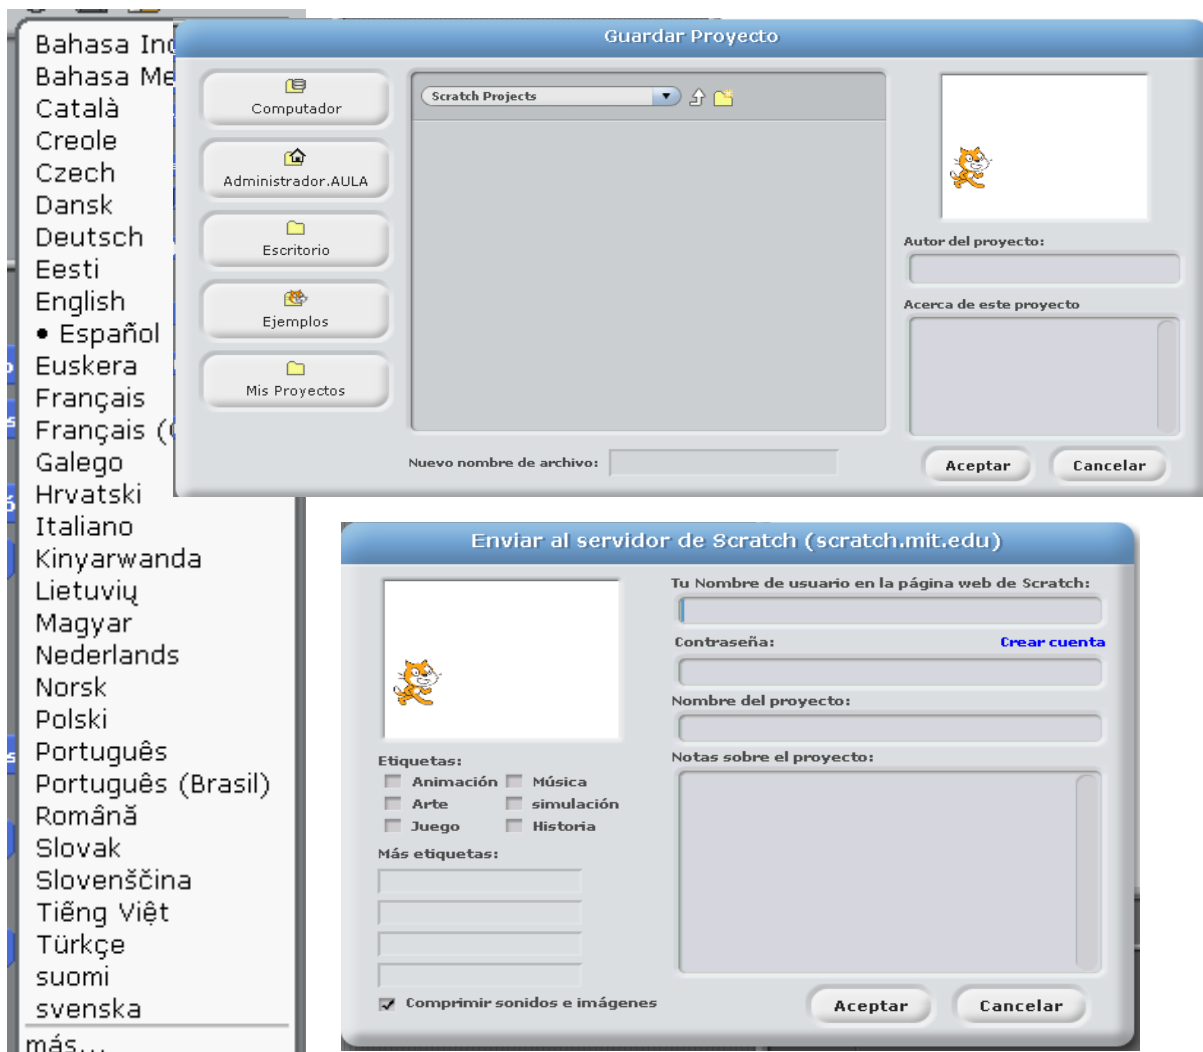 Bahasa Ind
Bahasa Me
Català
Creole
Czech
Dansk
Deutsch
Eesti
English
• Español
Euskera
Français
Français (
Galego
Hrvatski
Italiano
Kinyarwanda
Lietuvių
Magyar
Nederlands
Norsk
Polski
Português
Português (Brasil)
Română
Slovak
Slovenščina
Tiếng Việt
Türkçe
suomi
svenska
más...
Guardar Proyecto
Computador
Administrador.AULA
Escritorio
Ejemplos
Mis Proyectos
Scratch Projects
Nuevo nombre de archivo:
Autor del proyecto:
Acerca de este proyecto
Aceptar Cancelar
Enviar al servidor de Scratch (scratch.mit.edu)
Tu Nombre de usuario en la página web de Scratch:
Contraseña: Crear cuenta
Nombre del proyecto:
Notas sobre el proyecto:
Etiquetas:
Animación Música
Arte simulación
Juego Historia
Más etiquetas:
Comprimir sonidos e imágenes
Aceptar Cancelar